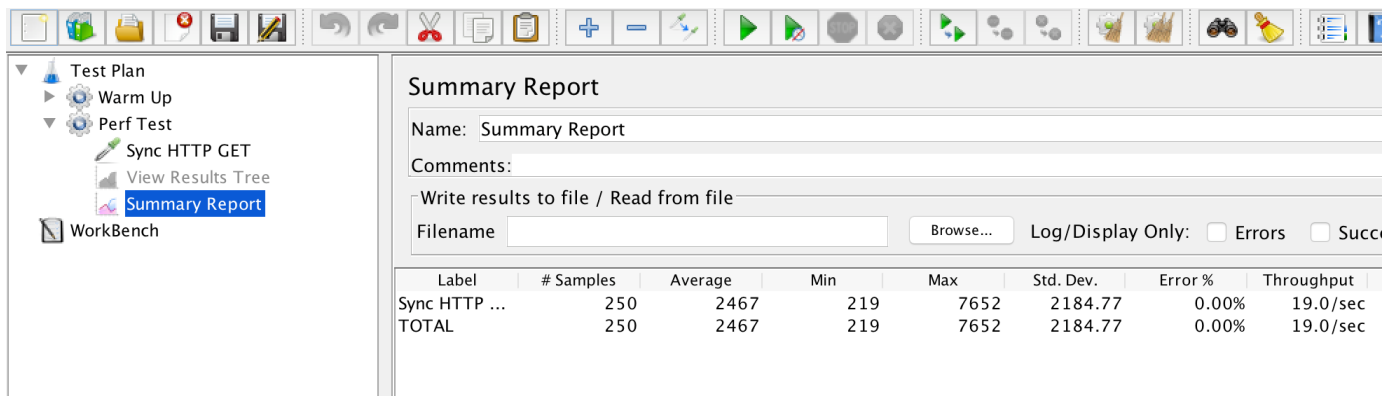 STOP
Test Plan
Warm Up
Perf Test
Sync HTTP GET
View Results Tree
Summary Report
WorkBench
Summary Report
Name: Summary Report
Comments:
Write results to file / Read from file
Filename Browse... Log/Display Only: Errors Succe
Label # Samples Average Min Max Std. Dev. Error % Throughput
Sync HTTP ... 250 2467 219 7652 2184.77 0.00% 19.0/sec
TOTAL 250 2467 219 7652 2184.77 0.00% 19.0/sec